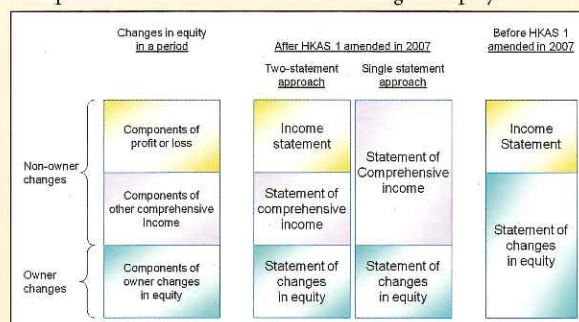 Changes in equity
in a period
After HKAS 1 amended in 2007
Before HKAS 1
amended in 2007
Two-statement
approach
Single statement
approach
Non-owner
changes
Components of
profit or loss
Income
statement
Statement of
Comprehensive
income
Income
Statement
Components of
other comprehensive
Income
Statement of
comprehensive
income
Statement of
changes
in equity
Owner
changes
Components of
owner changes
in equity
Statement of
changes
in equity
Statement of
changes
in equity